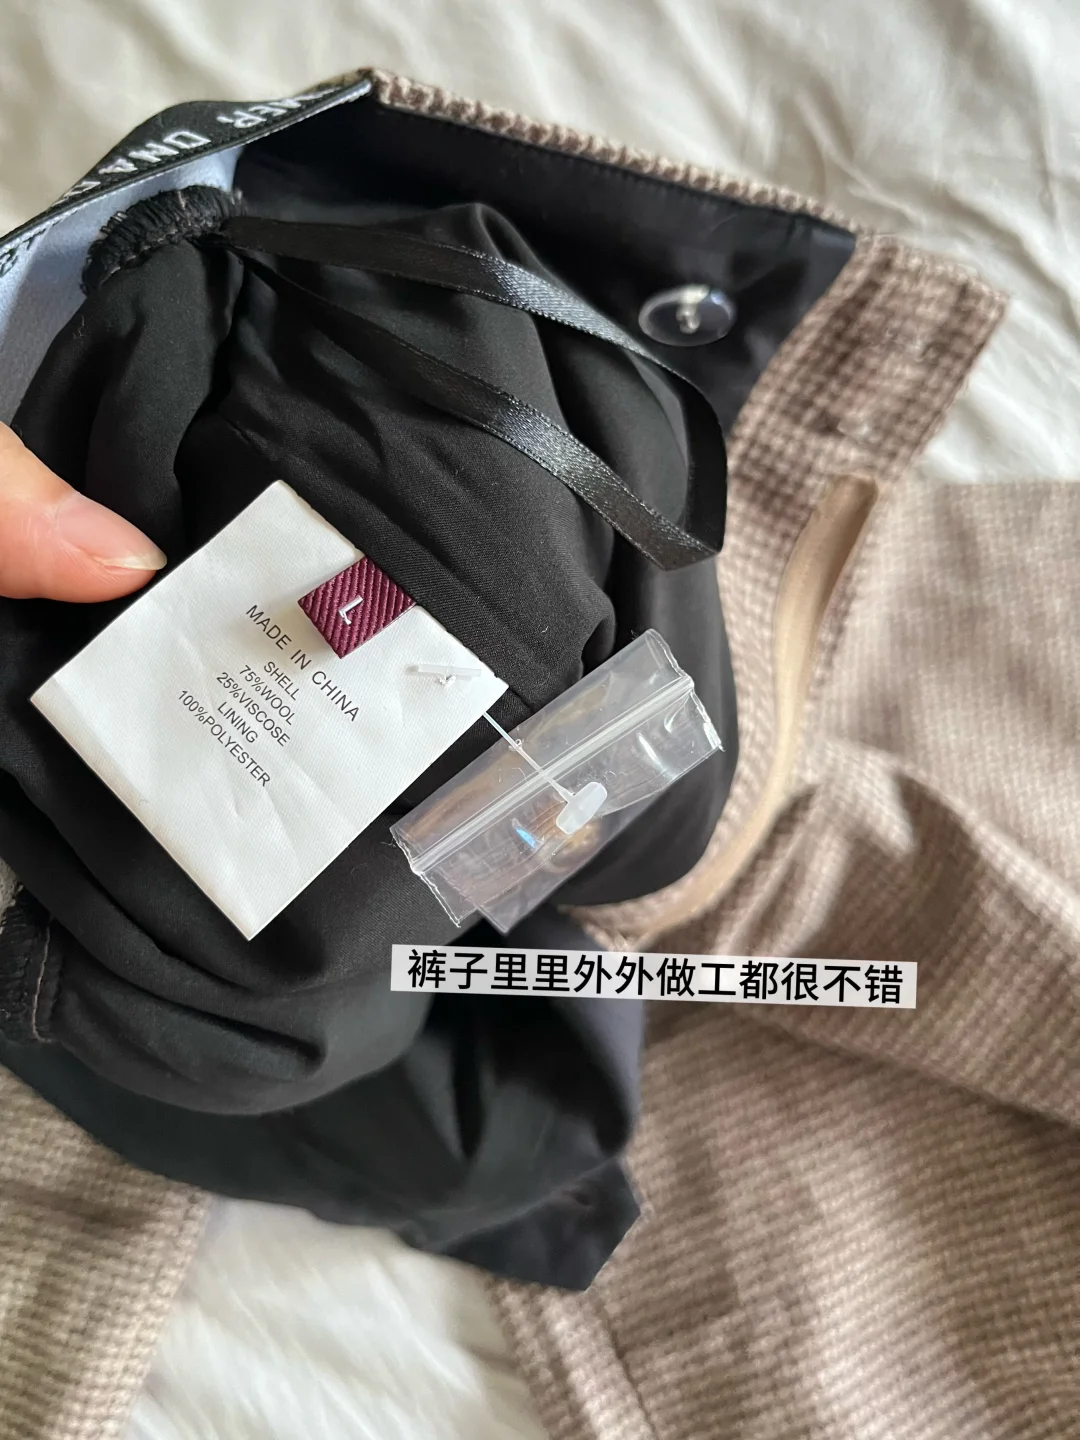 L
MADE IN CHINA
SHELL
75%WOOL
25%VISCOSE
LINING
100%POLYESTER
裤子里里外外做工都很不错